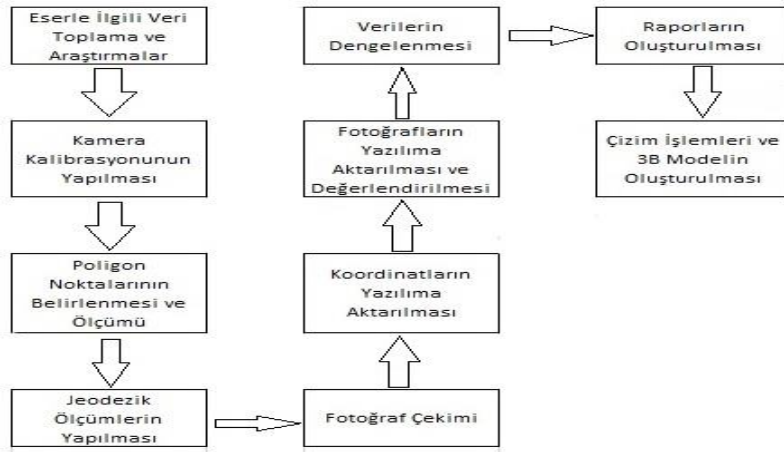 Eserle İlgili Veri
Toplama ve
Araştırmalar
Kamera
Kalibrasyonunun
Yapılması
Poligon
Noktalarının
Belirlenmesi ve
Ölçümü
Jeodezik
Ölçümlerin
Yapılması
Fotoğraf Çekimi
Koordinatların
Yazılıma
Aktarılması
Fotoğrafların
Yazılıma
Aktarılması ve
Değerlendirilmesi
Verilerin
Dengelenmesi
Raporların
Oluşturulması
Çizim İşlemleri ve
3B Modelin
Oluşturulması